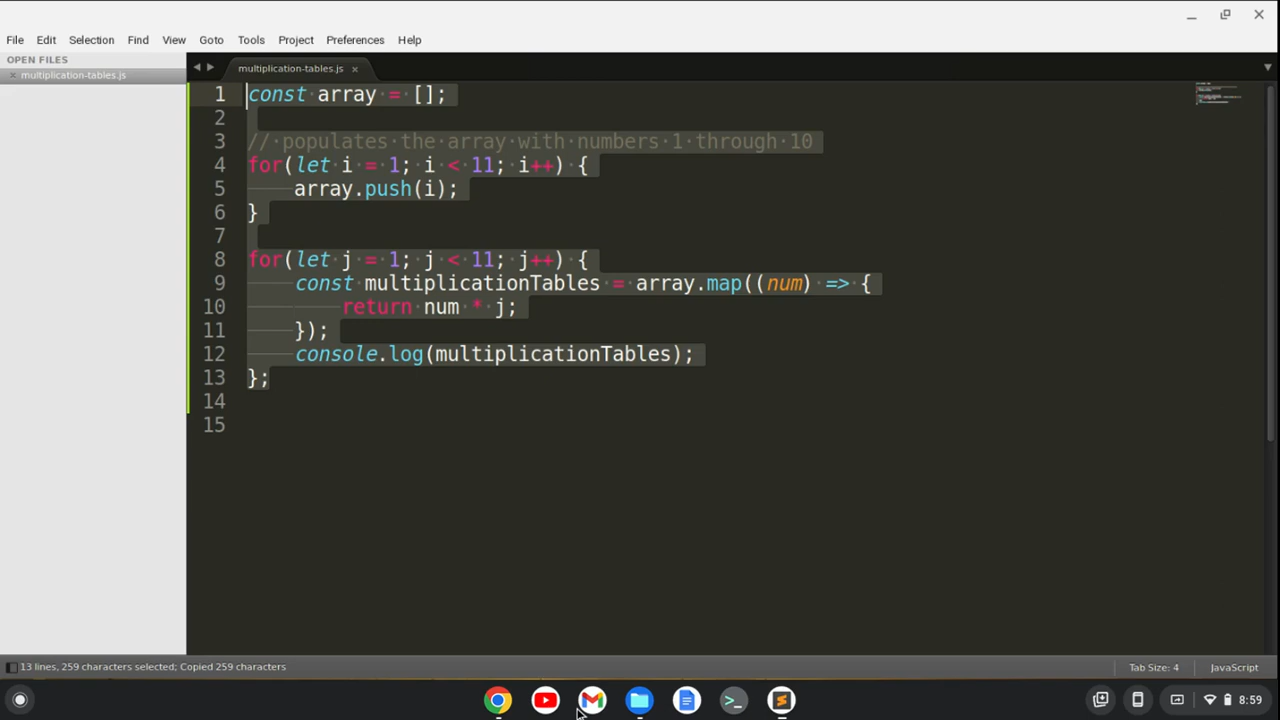 File Edit Selection Find View Goto Tools Project Preferences Help
OPEN FILES
multiplication-tables.js
multiplication-tables.js
1 const array = [];
2
3 // populates the array with numbers 1 through 10
4 for(let i = 1; i < 11; i++) {
5 array.push(i);
6 }
7
8 for(let j = 1; j < 11; j++) {
9 const multiplicationTables = array.map((num) => {
10 return num * j;
11 });
12 console.log(multiplicationTables);
13 };
14
15
13 lines, 259 characters selected; Copied 259 characters Tab Size: 4 JavaScript
8:59